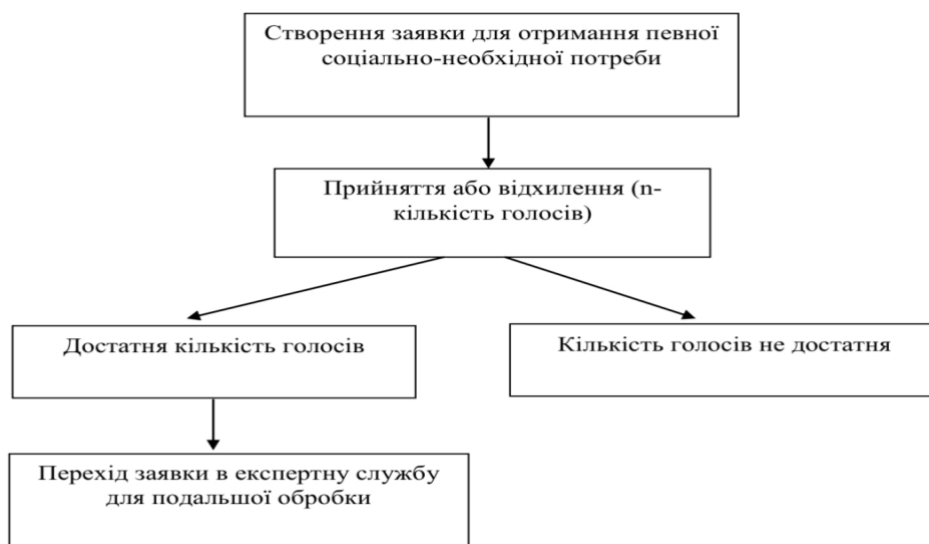 Створення заявки для отримання певної
соціально-необхідної потреби
Прийняття або відхилення (n-
кількість голосів)
Достатня кількість голосів
Кількість голосів не достатня
Перехід заявки в експертну службу
для подальшої обробки